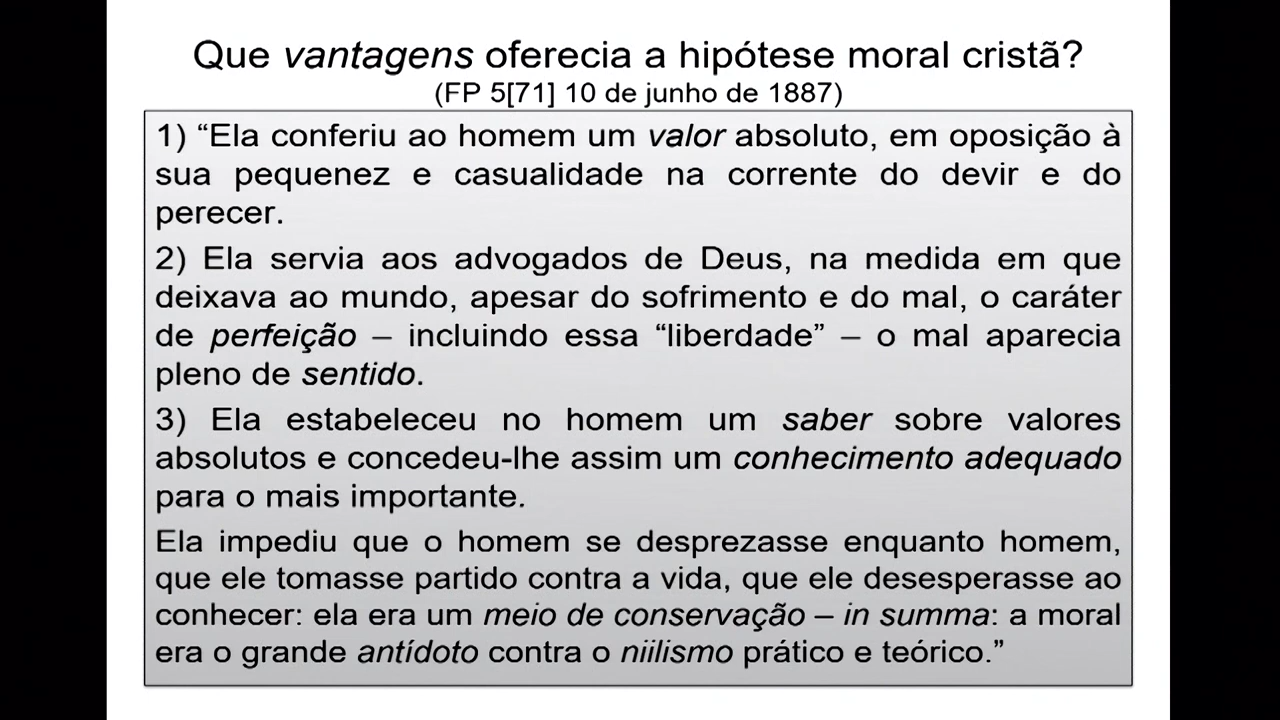 Que vantagens oferecia a hipótese moral cristã?
(FP 5[71] 10 de junho de 1887)
1) “Ela conferiu ao homem um valor absoluto, em oposição à
sua pequenez e casualidade na corrente do devir e do
perecer.
2) Ela servia aos advogados de Deus, na medida em que
deixava ao mundo, apesar do sofrimento e do mal, o caráter
de perfeição – incluindo essa “liberdade” – o mal aparecia
pleno de sentido.
3) Ela estabeleceu no homem um saber sobre valores
absolutos e concedeu-lhe assim um conhecimento adequado
para o mais importante.
Ela impediu que o homem se desprezasse enquanto homem,
que ele tomasse partido contra a vida, que ele desesperasse ao
conhecer: ela era um meio de conservação – in summa: a moral
era o grande antídoto contra o niilismo prático e teórico.”